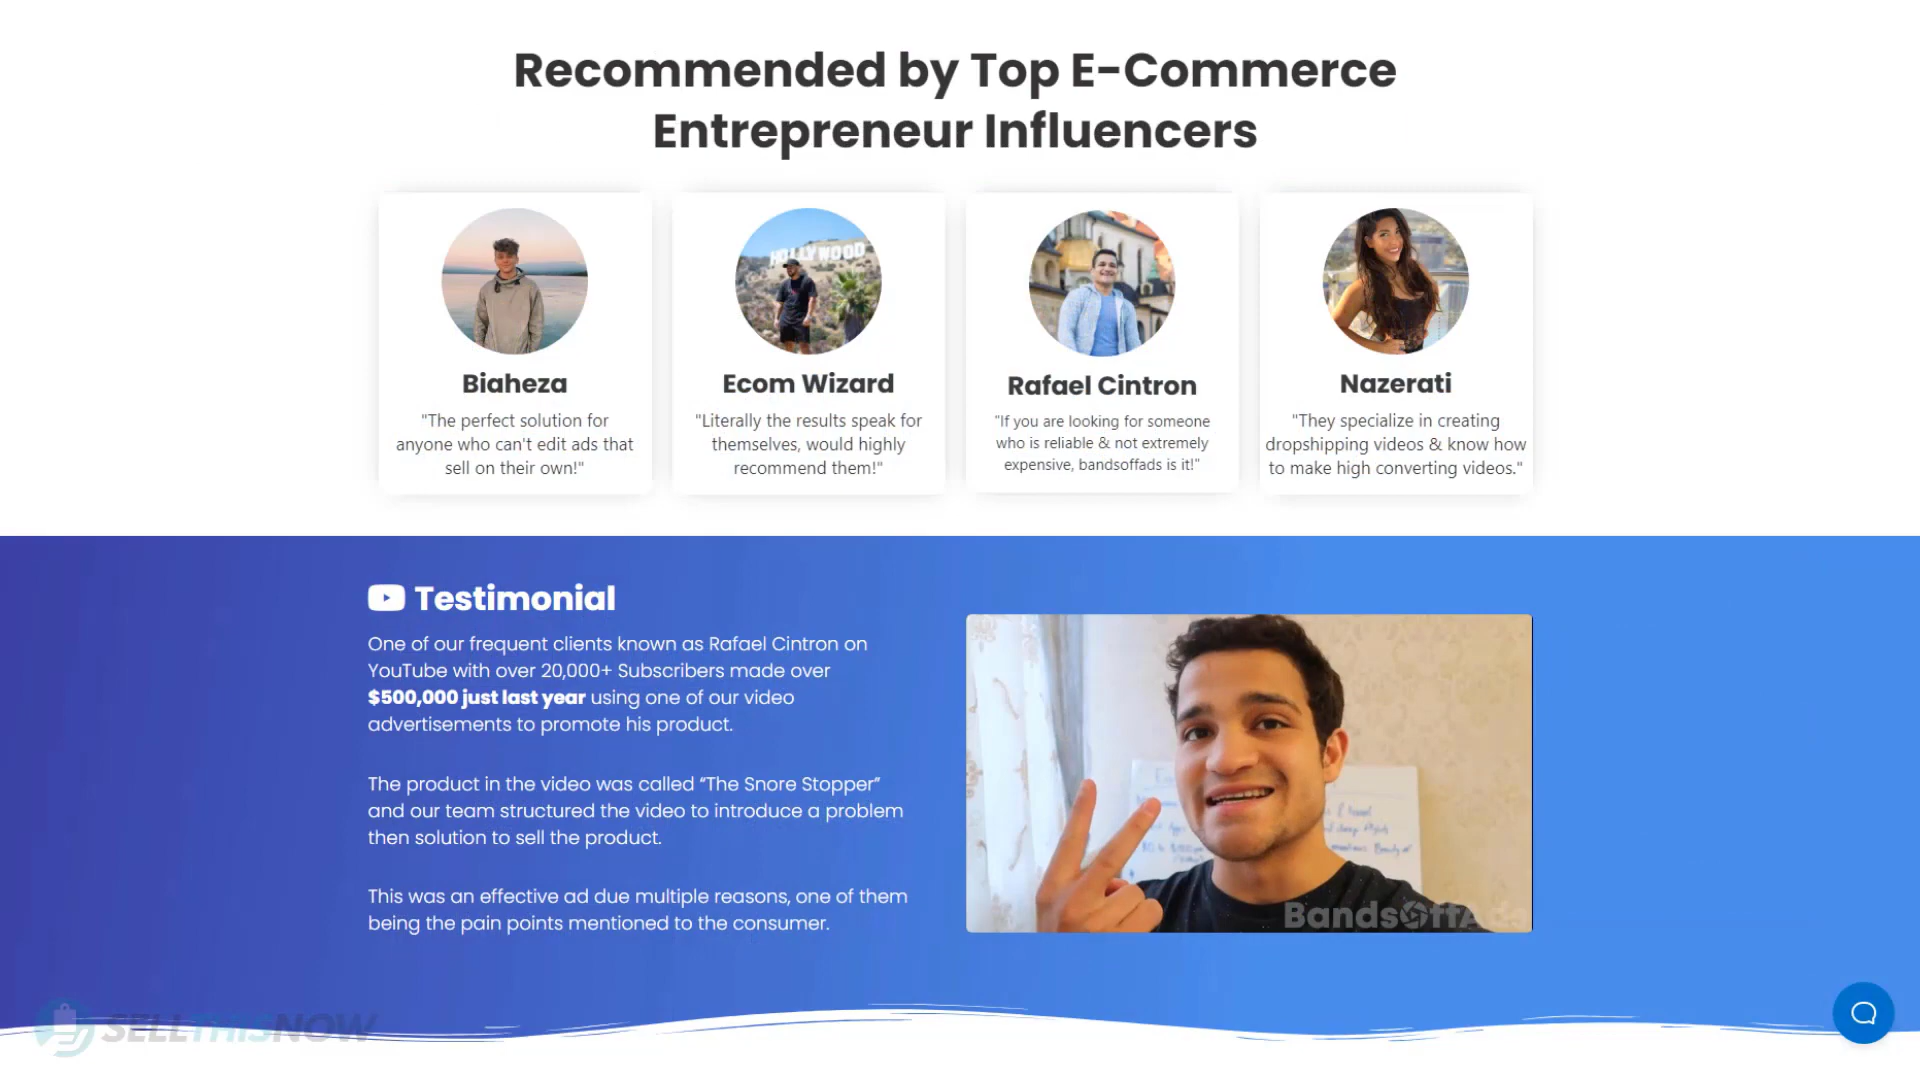 Recommended by Top E-Commerce
Entrepreneur Influencers
HOLLYWOOD
Biaheza
"The perfect solution for
anyone who can't edit ads that
sell on their own!"
Ecom Wizard
"Literally the results speak for
themselves, would highly
recommend them!"
Rafael Cintron
"If you are looking for someone
who is reliable & not extremely
expensive, bandsoffads is it!"
Nazerati
"They specialize in creating
dropshipping videos & know how
to make high converting videos."
Testimonial
One of our frequent clients known as Rafael Cintron on
YouTube with over 20,000+ Subscribers made over
$500,000 just last year using one of our video
advertisements to promote his product.
The product in the video was called “The Snore Stopper”
and our team structured the video to introduce a problem
then solution to sell the product.
This was an effective ad due multiple reasons, one of them
being the pain points mentioned to the consumer.
BandsOffAds
SELLTHISNOW